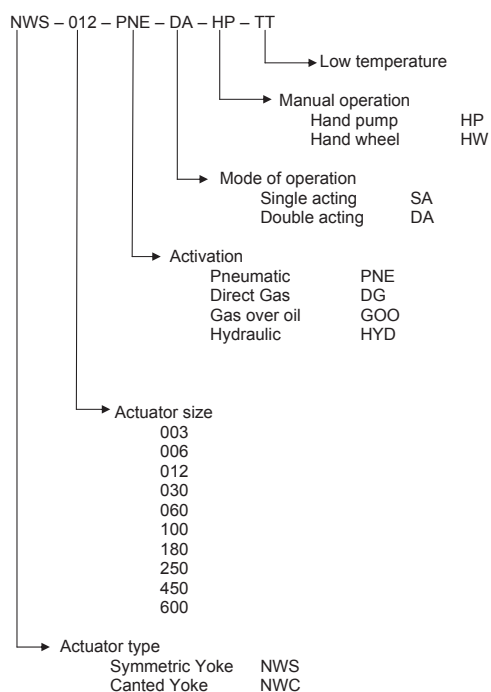 NWS – 012 – PNE – DA – HP – TT
Low temperature
Manual operation
Hand pump HP
Hand wheel HW
Mode of operation
Single acting SA
Double acting DA
Activation
Pneumatic PNE
Direct Gas DG
Gas over oil GOO
Hydraulic HYD
Actuator size
003
006
012
030
060
100
180
250
450
600
Actuator type
Symmetric Yoke NWS
Canted Yoke NWC